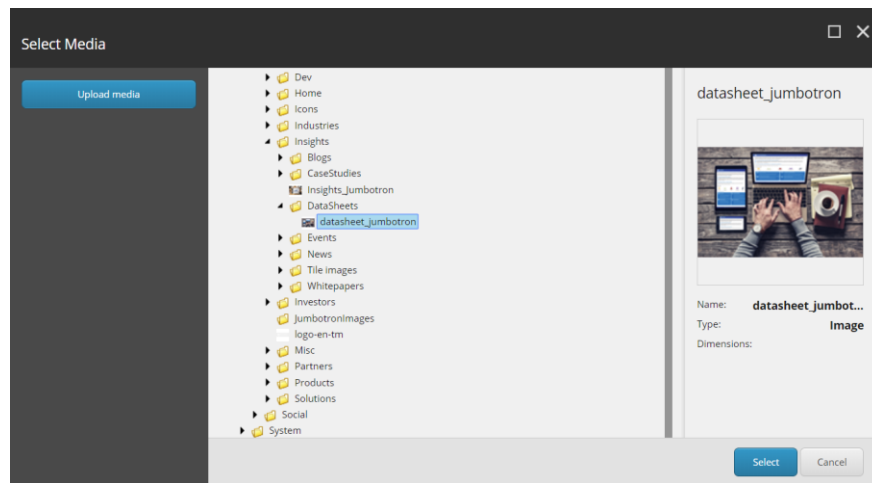 Select Media
Upload media
Dev
Home
Icons
Industries
Insights
Blogs
CaseStudies
Insights_Jumbotron
DataSheets
datasheet_jumbotron
Events
News
Tile images
Whitepapers
Investors
JumbotronImages
logo-en-tm
Misc
Partners
Products
Solutions
Social
System
datasheet_jumbotron
Name: datasheet_jumbot...
Type: Image
Dimensions:
Select Cancel